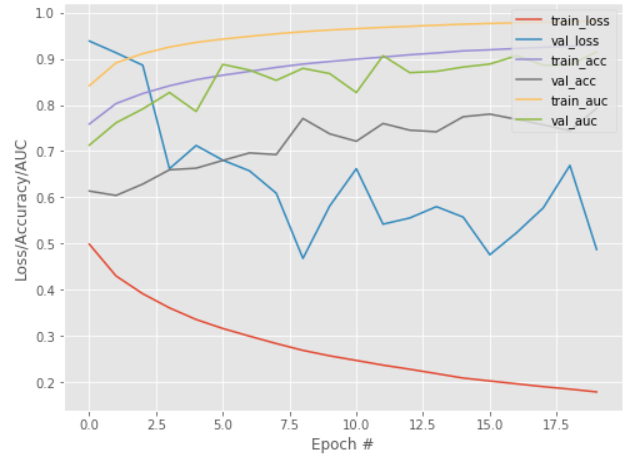 1.0
0.9
0.8
0.7
0.6
0.5
0.4
0.3
0.2
Loss/Accuracy/AUC
train_loss
val_loss
train_acc
val_acc
train_auc
val_auc
0.0 2.5 5.0 7.5 10.0 12.5 15.0 17.5
Epoch #